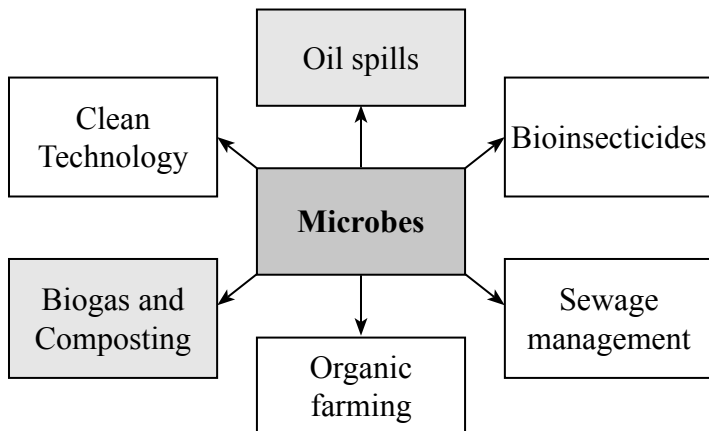 Oil spills
Clean
Technology
Bioinsecticides
Microbes
Biogas and
Composting
Sewage
management
Organic
farming